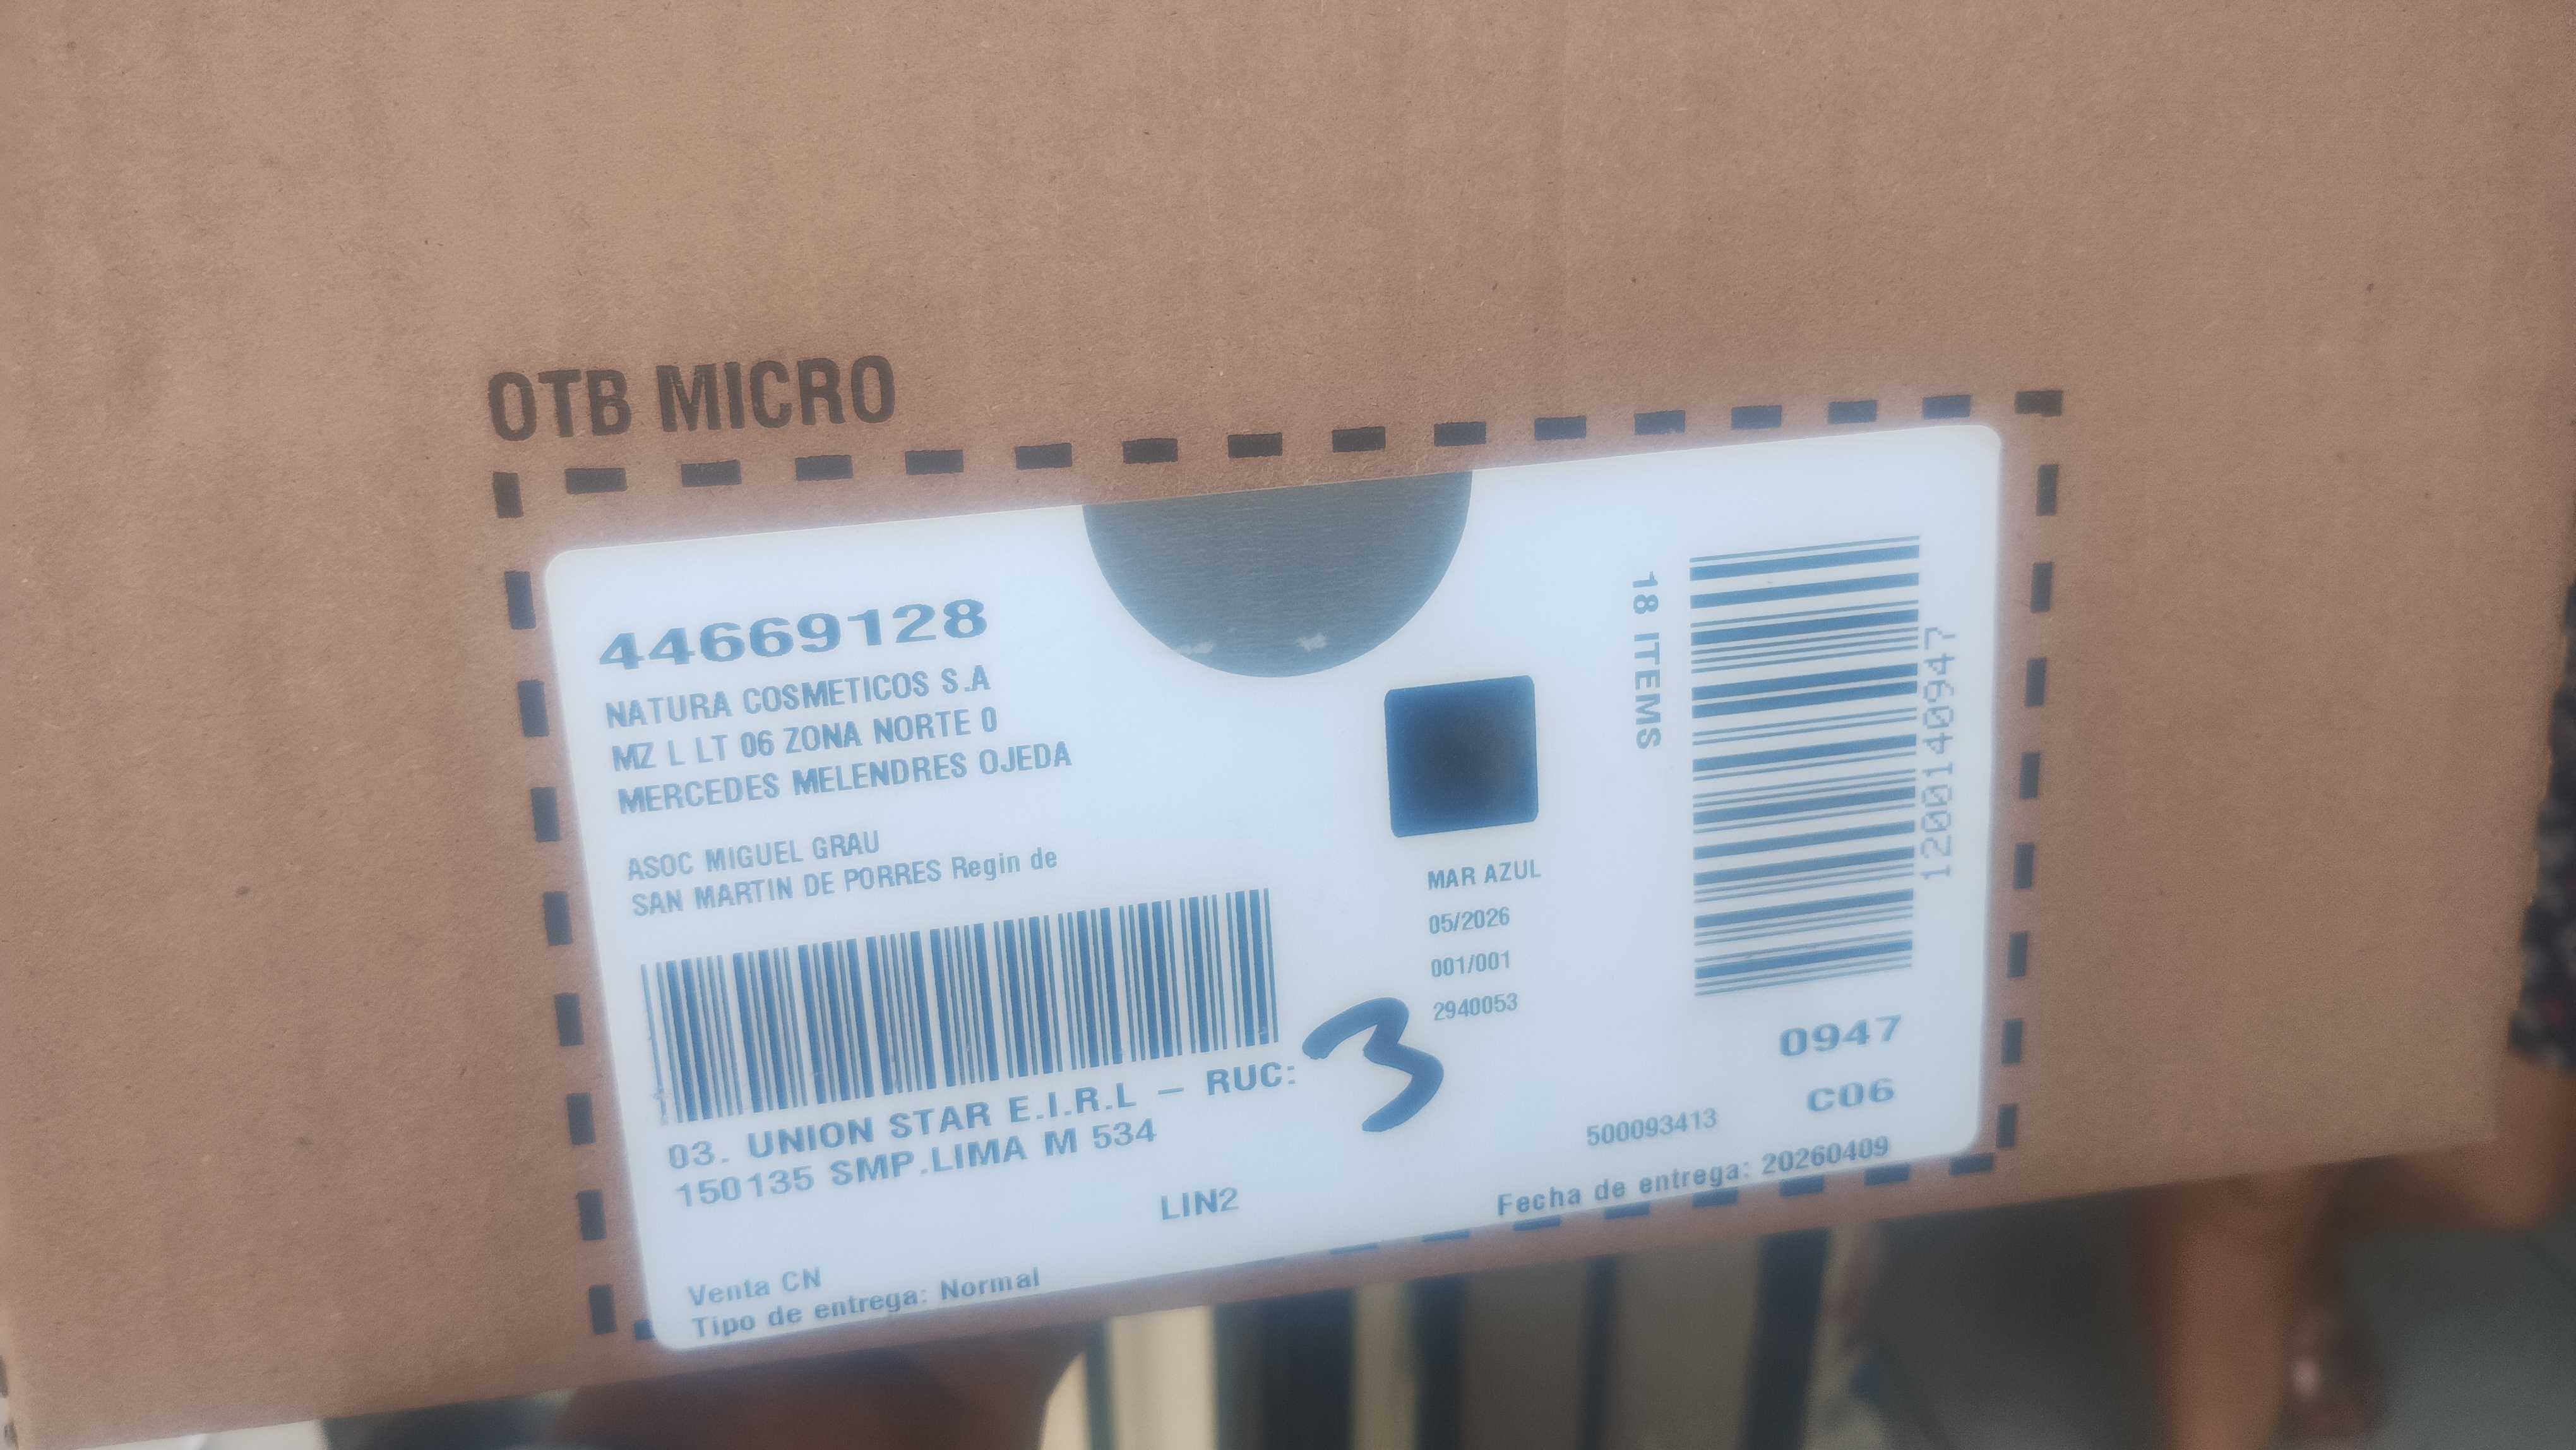 OTB MICRO
44669128
NATURA COSMETICOS S.A
MZ L LT 06 ZONA NORTE 0
MERCEDES MELENDRES OJEDA
ASOC MIGUEL GRAU
SAN MARTIN DE PORRES Regin de
03. UNION STAR E.I.R.L - RUC:
150135 SMP.LIMA M 534
LIN2
Venta CN
Tipo de entrega: Normal
MAR AZUL
05/2026
001/001
2940053
3
18 ITEMS
120014040947
0947
C06
500093413
Fecha de entrega: 20260409